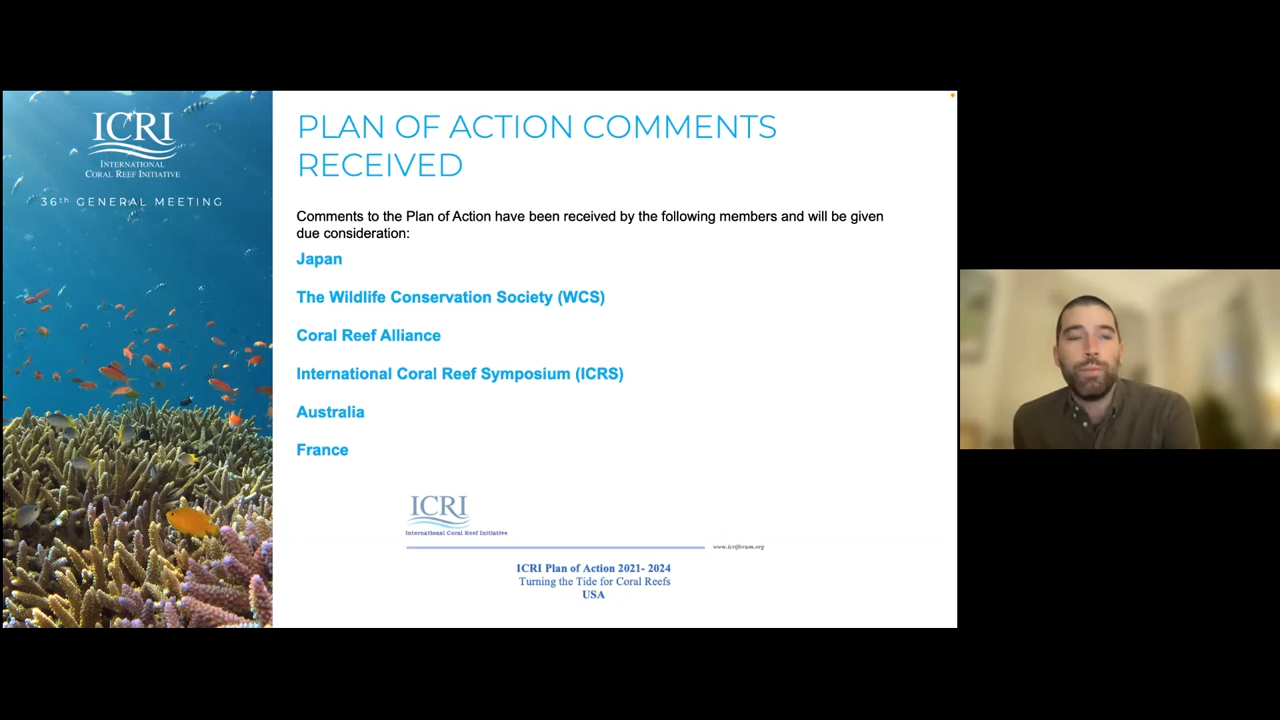 ICRI
INTERNATIONAL
CORAL REEF INITIATIVE
36th GENERAL MEETING
PLAN OF ACTION COMMENTS
RECEIVED
Comments to the Plan of Action have been received by the following members and will be given
due consideration:
Japan
The Wildlife Conservation Society (WCS)
Coral Reef Alliance
International Coral Reef Symposium (ICRS)
Australia
France
ICRI
International Coral Reef Initiative
www.icriforum.org
ICRI Plan of Action 2021- 2024
Turning the Tide for Coral Reefs
USA